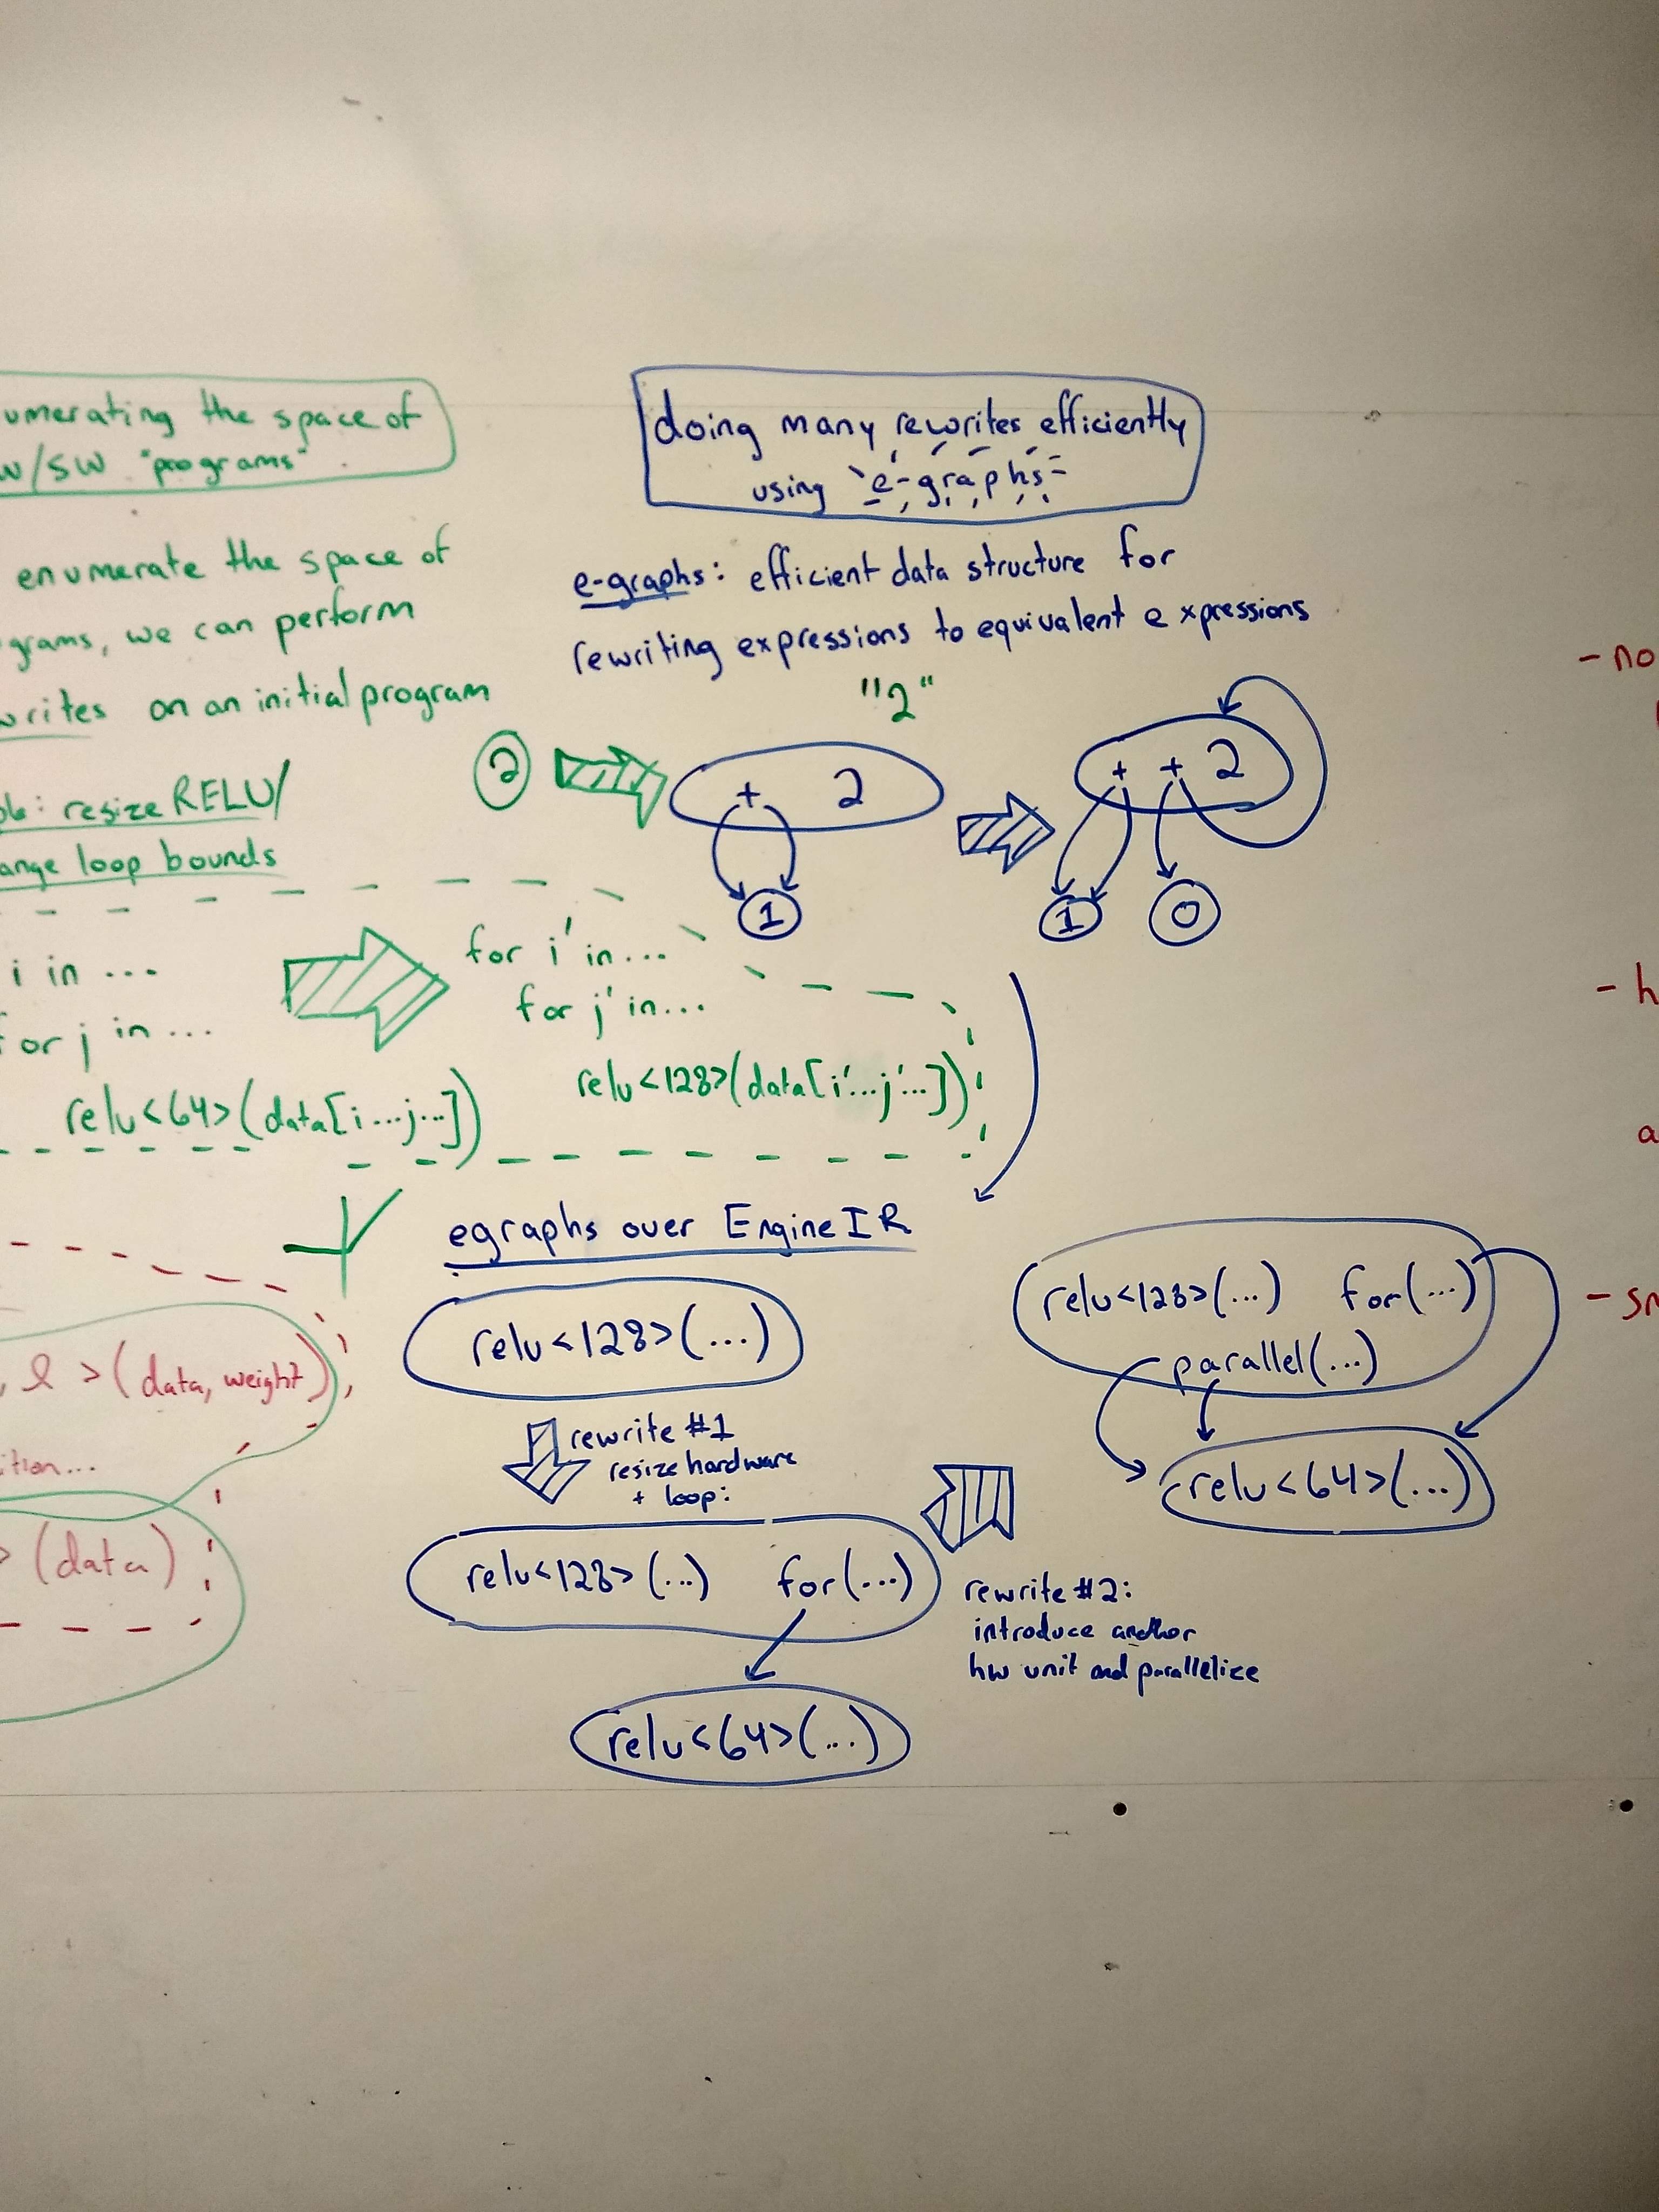 umerating the space of
w/sw "programs"
enumerate the space of
grams, we can perform
writes on an initial program
ple: resize RELU/
ange loop bounds
i in ...
for j in ...
relu<64>(data[i...j...])
for i' in...
for j' in...
relu<128>(data[i'...j'...])
, l >(data, weight)
ition...
> (data)
doing many rewrites efficiently
using `e-graphs`
e-graphs: efficient data structure for
rewriting expressions to equivalent expressions
"2"
2
+ 2
1
+ + 2
1 0
egraphs over EngineIR
relu<128>(...)
rewrite #1
resize hardware
+ loop:
relu<128>(...) for(...)
relu<64>(...)
rewrite #2:
introduce another
hw unit and parallelize
relu<128>(...) for(...)
parallel(...)
relu<64>(...)
- no
- h
a
- sm